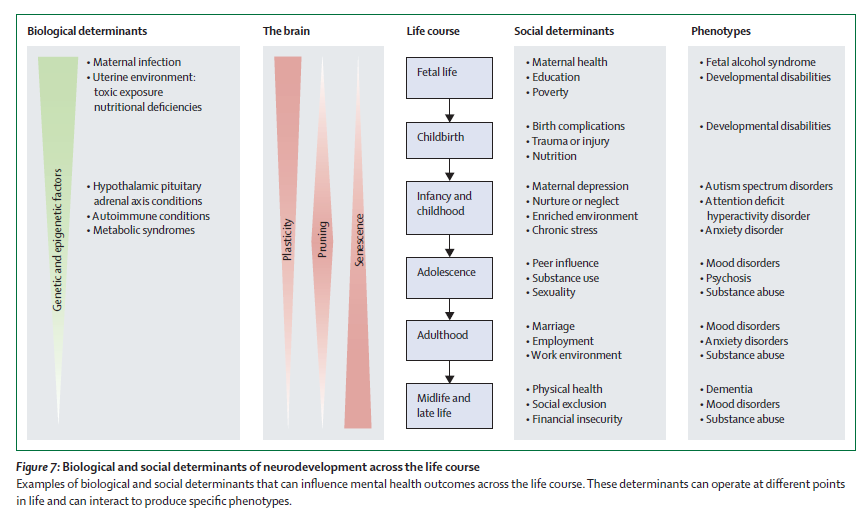 Biological determinants
The brain
Life course
Social determinants
Phenotypes
• Maternal infection
• Uterine environment:
toxic exposure
nutritional deficiencies
• Hypothalamic pituitary
adrenal axis conditions
• Autoimmune conditions
• Metabolic syndromes
Genetic and epigenetic factors
Plasticity
Pruning
Senescence
Fetal life
Childbirth
Infancy and
childhood
Adolescence
Adulthood
Midlife and
late life
• Maternal health
• Education
• Poverty
• Birth complications
• Trauma or injury
• Nutrition
• Maternal depression
• Nurture or neglect
• Enriched environment
• Chronic stress
• Peer influence
• Substance use
• Sexuality
• Marriage
• Employment
• Work environment
• Physical health
• Social exclusion
• Financial insecurity
• Fetal alcohol syndrome
• Developmental disabilities
• Developmental disabilities
• Autism spectrum disorders
• Attention deficit
hyperactivity disorder
• Anxiety disorder
• Mood disorders
• Psychosis
• Substance abuse
• Mood disorders
• Anxiety disorders
• Substance abuse
• Dementia
• Mood disorders
• Substance abuse
Figure 7: Biological and social determinants of neurodevelopment across the life course
Examples of biological and social determinants that can influence mental health outcomes across the life course. These determinants can operate at different points
in life and can interact to produce specific phenotypes.